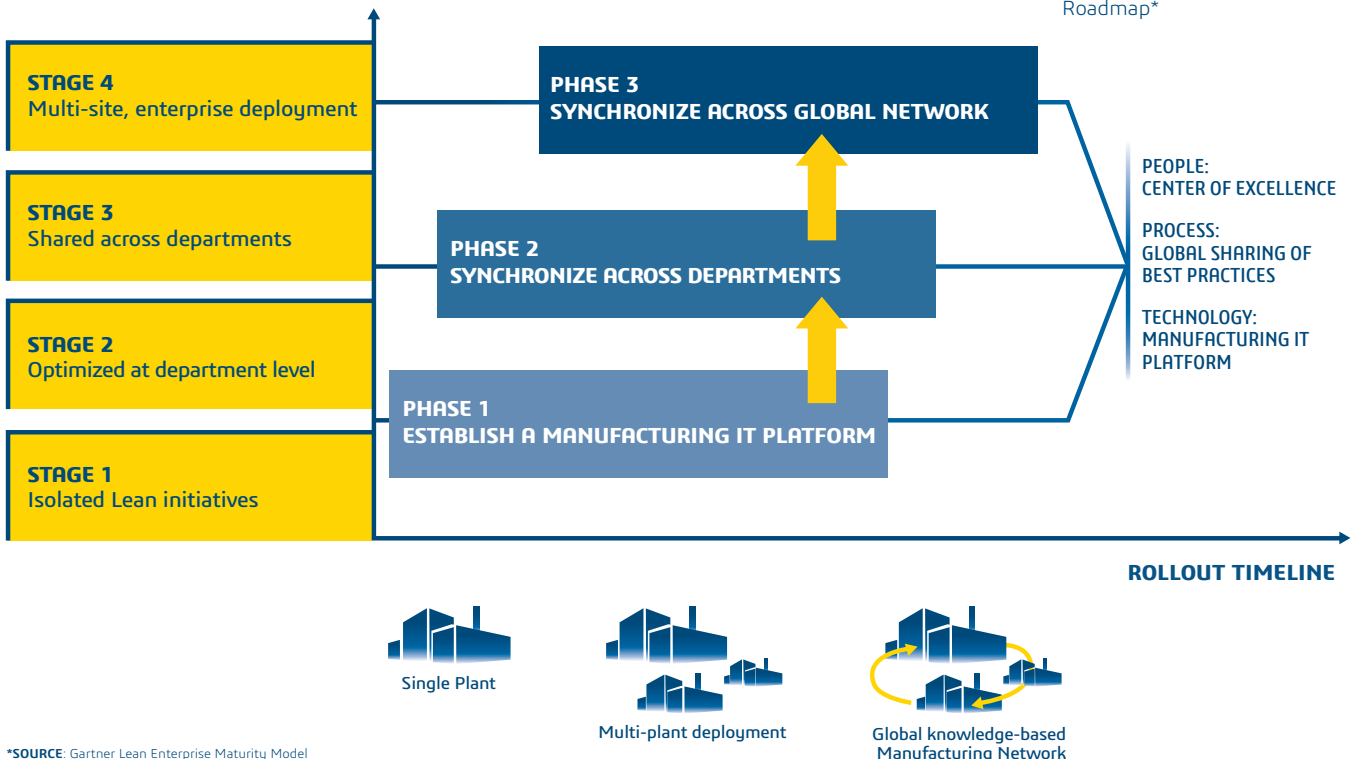 Roadmap*
STAGE 4
Multi-site, enterprise deployment
STAGE 3
Shared across departments
STAGE 2
Optimized at department level
STAGE 1
Isolated Lean initiatives
PHASE 3
SYNCHRONIZE ACROSS GLOBAL NETWORK
PHASE 2
SYNCHRONIZE ACROSS DEPARTMENTS
PHASE 1
ESTABLISH A MANUFACTURING IT PLATFORM
PEOPLE:
CENTER OF EXCELLENCE
PROCESS:
GLOBAL SHARING OF
BEST PRACTICES
TECHNOLOGY:
MANUFACTURING IT
PLATFORM
ROLLOUT TIMELINE
Single Plant
Multi-plant deployment
Global knowledge-based
Manufacturing Network
*SOURCE: Gartner Lean Enterprise Maturity Model